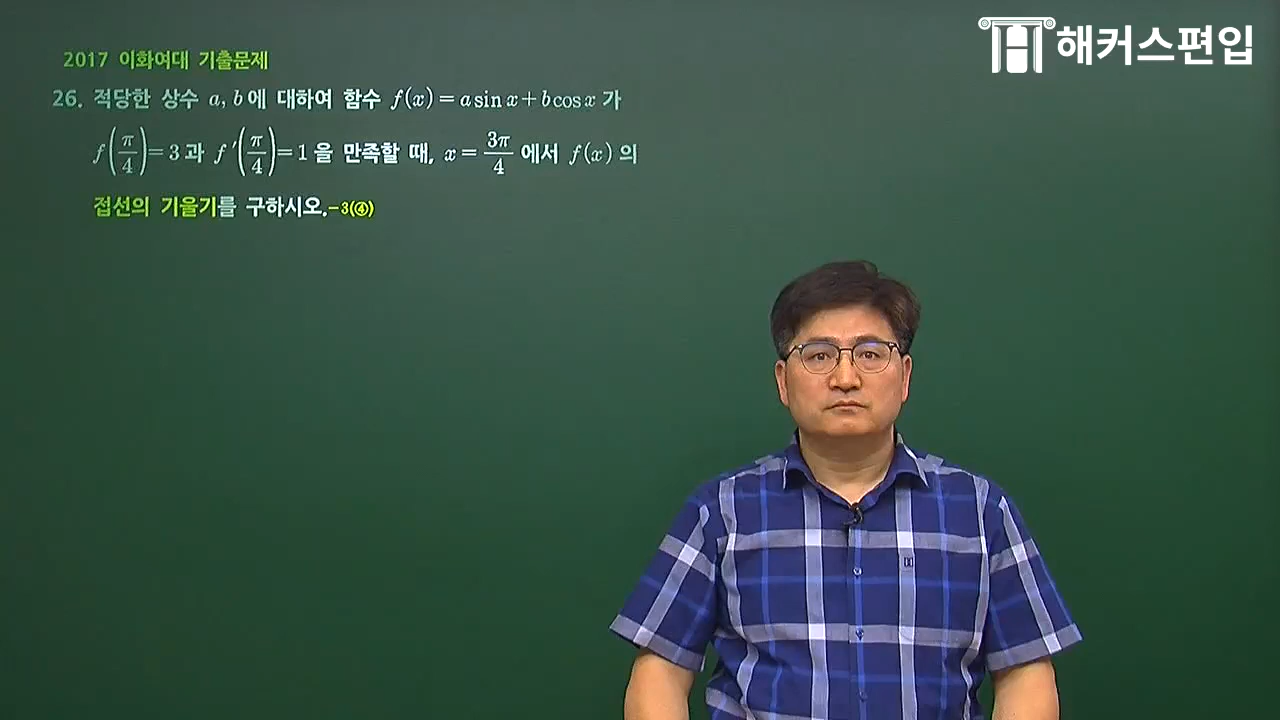 해커스편입
2017 이화여대 기출문제
26. 적당한 상수 a, b에 대하여 함수 f(x)=a sin x+b cos x 가
f(π/4)=3과 f′(π/4)=1을 만족할 때, x=3π/4 에서 f(x)의
접선의 기울기를 구하시오.-3(④)